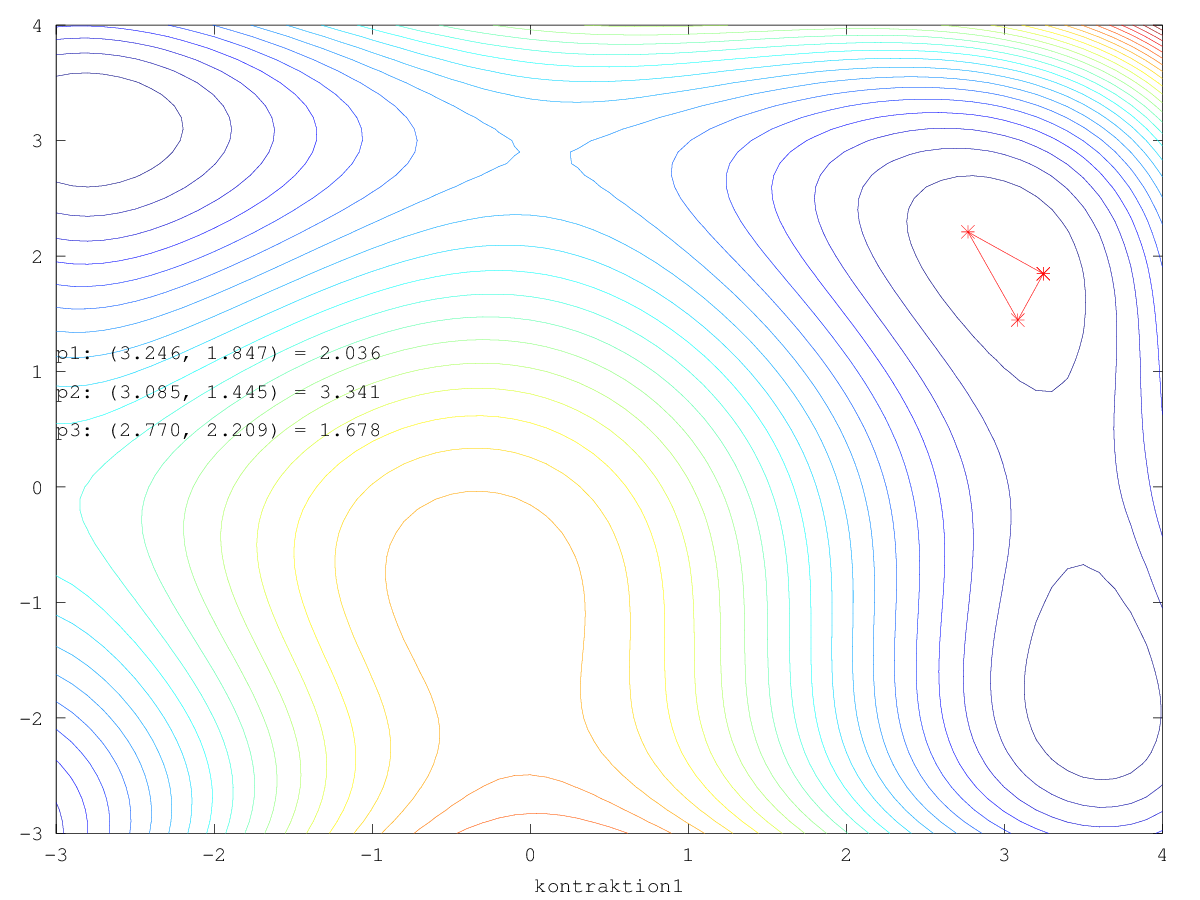 4
3
2
p1: (3.246, 1.847) = 2.036
1
p2: (3.085, 1.445) = 3.341
p3: (2.770, 2.209) = 1.678
0
-1
-2
-3
-3 -2 -1 0 1 2 3 4
kontraktion1